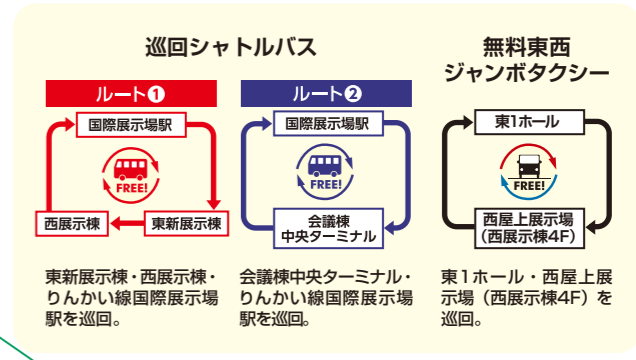 巡回シャトルバス
ルート❶
国際展示場駅
FREE!
西展示棟
東新展示棟
東新展示棟・西展示棟・
りんかい線国際展示場
駅を巡回。
ルート❷
国際展示場駅
FREE!
会議棟
中央ターミナル
会議棟中央ターミナル・
りんかい線国際展示場
駅を巡回。
無料東西
ジャンボタクシー
東1ホール
FREE!
西屋上展示場
(西展示棟4F)
東1ホール・西屋上展
示場(西展示棟4F)を
巡回。